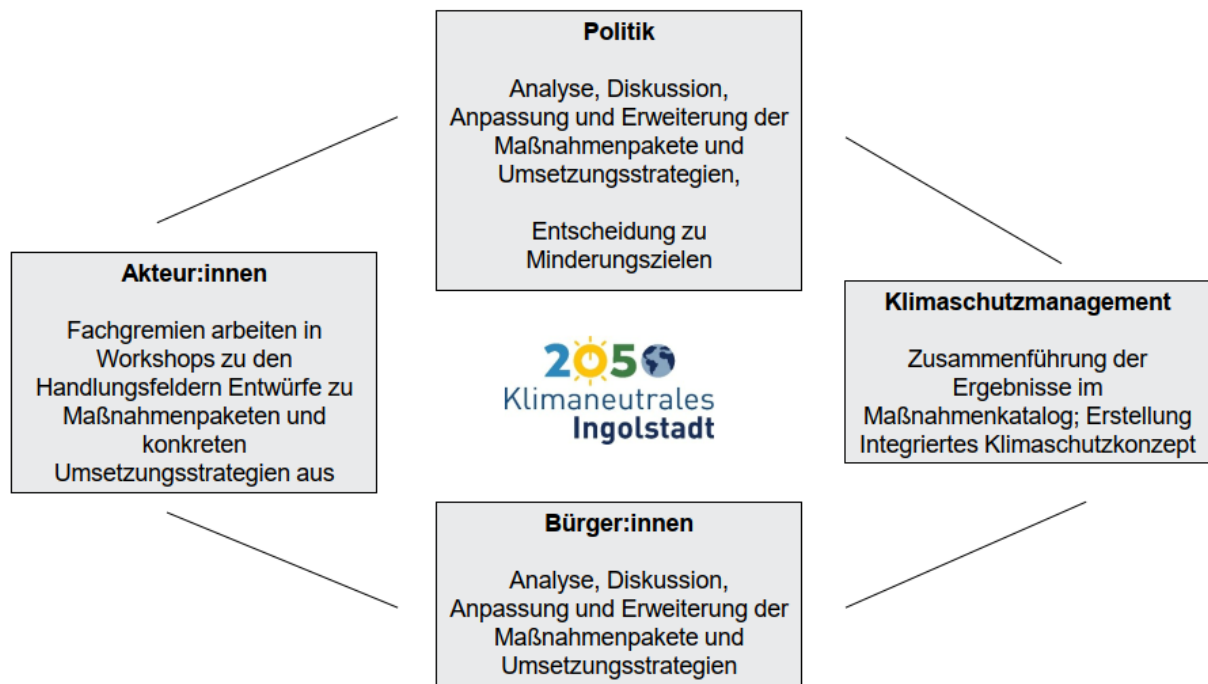 Politik
Analyse, Diskussion,
Anpassung und Erweiterung der
Maßnahmenpakete und
Umsetzungsstrategien,
Entscheidung zu
Minderungszielen
Akteur:innen
Fachgremien arbeiten in
Workshops zu den
Handlungsfeldern Entwürfe zu
Maßnahmenpaketen und
konkreten
Umsetzungsstrategien aus
2050
Klimaneutrales
Ingolstadt
Klimaschutzmanagement
Zusammenführung der
Ergebnisse im
Maßnahmenkatalog; Erstellung
Integriertes Klimaschutzkonzept
Bürger:innen
Analyse, Diskussion,
Anpassung und Erweiterung der
Maßnahmenpakete und
Umsetzungsstrategien